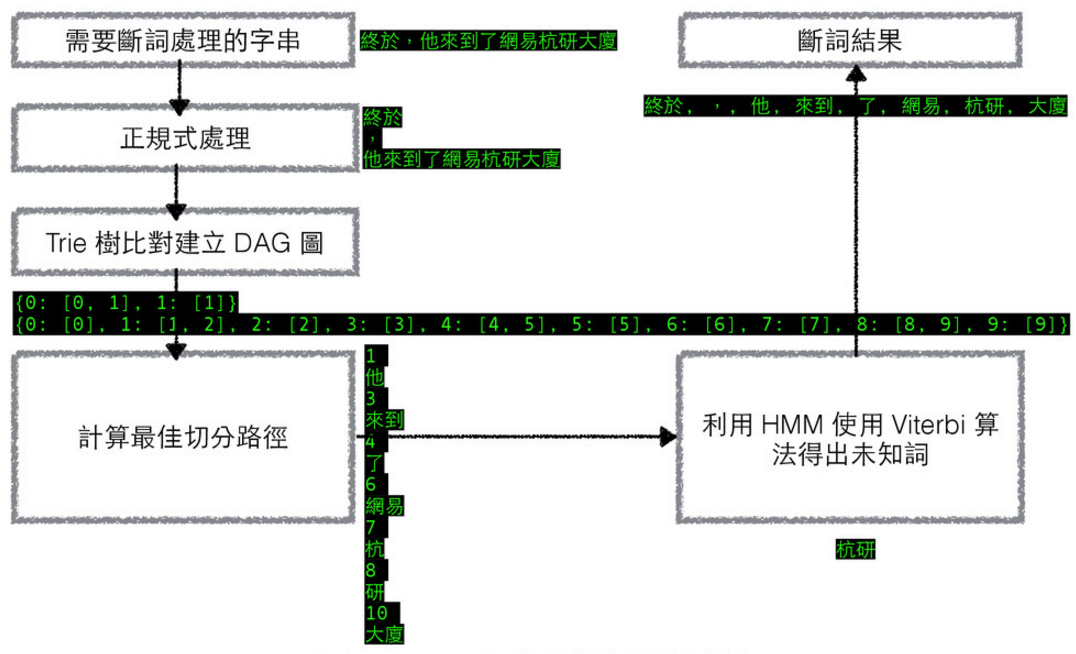 需要斷詞處理的字串
終於，他來到了網易杭研大廈
斷詞結果
終於, ，, 他, 來到, 了, 網易, 杭研, 大廈
正規式處理
終於
，
他來到了網易杭研大廈
Trie 樹比對建立 DAG 圖
{0: [0, 1], 1: [1]}
{0: [0], 1: [1, 2], 2: [2], 3: [3], 4: [4, 5], 5: [5], 6: [6], 7: [7], 8: [8, 9], 9: [9]}
計算最佳切分路徑
1
他
3
來到
4
了
6
網易
7
杭
8
研
10
大廈
利用 HMM 使用 Viterbi 算
法得出未知詞
杭研